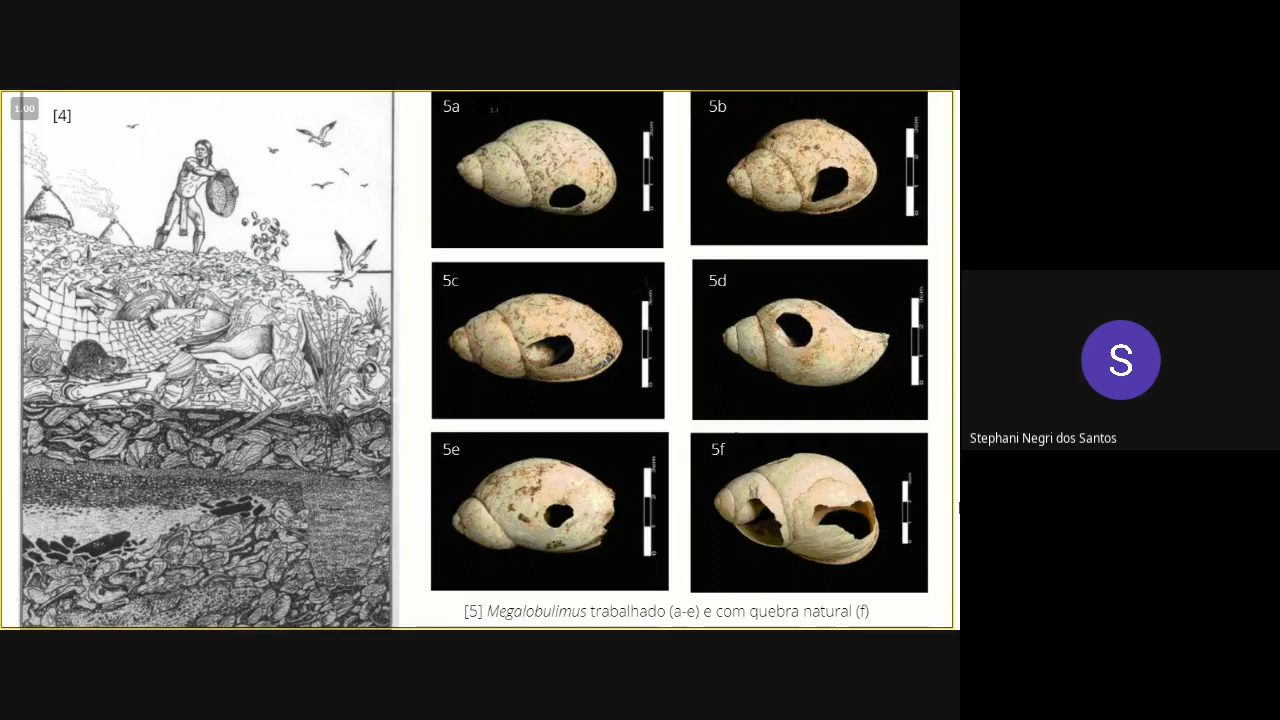 1.00
[4]
5a
5b
5c
5d
5e
5f
[5] Megalobulimus trabalhado (a-e) e com quebra natural (f)
S
Stephani Negri dos Santos